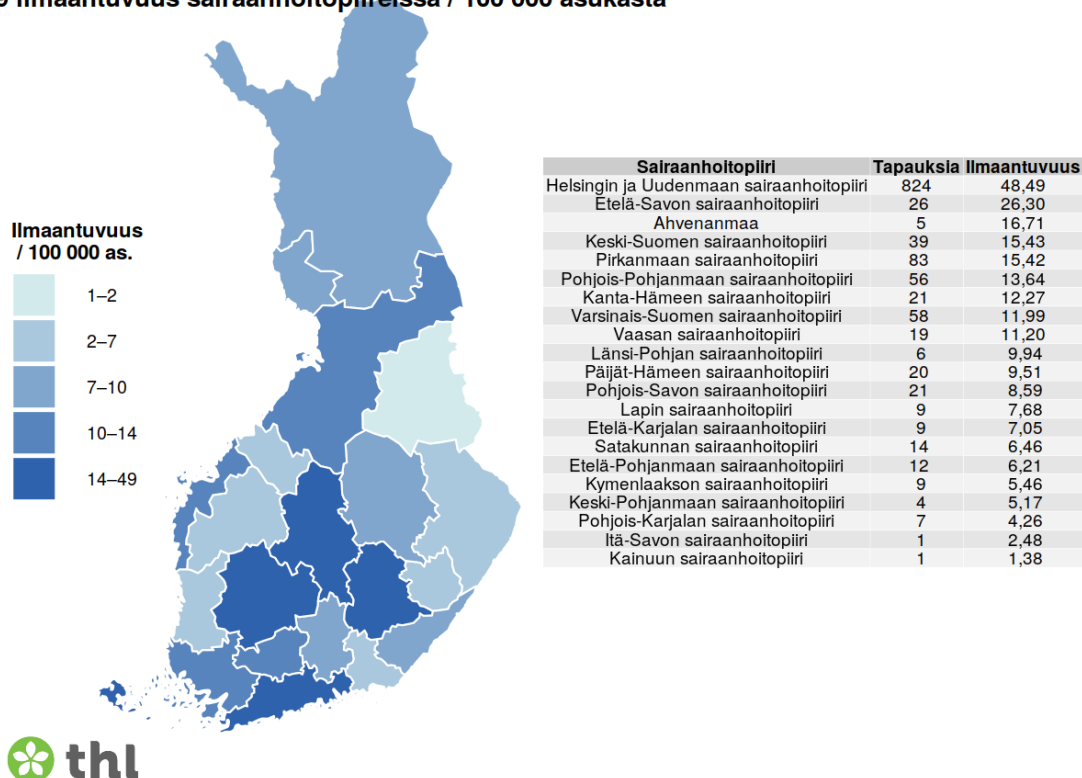 9 ilmaantuvuus sairaanhoitopiireissä / 100 000 asukasta
Ilmaantuvuus
/ 100 000 as.
1–2
2–7
7–10
10–14
14–49
Sairaanhoitopiiri Tapauksia Ilmaantuvuus
Helsingin ja Uudenmaan sairaanhoitopiiri 824 48,49
Etelä-Savon sairaanhoitopiiri 26 26,30
Ahvenanmaa 5 16,71
Keski-Suomen sairaanhoitopiiri 39 15,43
Pirkanmaan sairaanhoitopiiri 83 15,42
Pohjois-Pohjanmaan sairaanhoitopiiri 56 13,64
Kanta-Hämeen sairaanhoitopiiri 21 12,27
Varsinais-Suomen sairaanhoitopiiri 58 11,99
Vaasan sairaanhoitopiiri 19 11,20
Länsi-Pohjan sairaanhoitopiiri 6 9,94
Päijät-Hämeen sairaanhoitopiiri 20 9,51
Pohjois-Savon sairaanhoitopiiri 21 8,59
Lapin sairaanhoitopiiri 9 7,68
Etelä-Karjalan sairaanhoitopiiri 9 7,05
Satakunnan sairaanhoitopiiri 14 6,46
Etelä-Pohjanmaan sairaanhoitopiiri 12 6,21
Kymenlaakson sairaanhoitopiiri 9 5,46
Keski-Pohjanmaan sairaanhoitopiiri 4 5,17
Pohjois-Karjalan sairaanhoitopiiri 7 4,26
Itä-Savon sairaanhoitopiiri 1 2,48
Kainuun sairaanhoitopiiri 1 1,38
thl